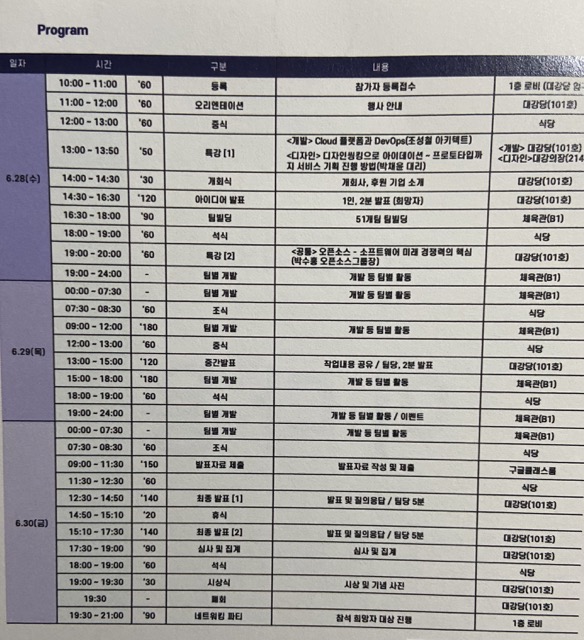 Program
일자 시간 구분 내용
6.28(수)
10:00 – 11:00 '60 등록 참가자 등록접수 1층 로비 (대강당 입구
11:00 – 12:00 '60 오리엔테이션 행사 안내 대강당(101호)
12:00 – 13:00 '60 중식 식당
13:00 – 13:50 '50 특강 [1] <개발> Cloud 플랫폼과 DevOps(조성철 아키텍트) <개발> 대강당(101호)
<디자인> 디자인씽킹으로 아이데이션 – 프로토타입까 <디자인>대강의장(214
지 서비스 기획 진행 방법(박채윤 대리)
14:00 – 14:30 '30 개회식 개회사, 후원 기업 소개 대강당(101호)
14:30 – 16:30 '120 아이디어 발표 1인, 2분 발표 (희망자) 대강당(101호)
16:30 – 18:00 '90 팀빌딩 51개팀 팀빌딩 체육관(B1)
18:00 – 19:00 '60 석식 식당
19:00 – 20:00 '60 특강 [2] <공통> 오픈소스 – 소프트웨어 미래 경쟁력의 핵심 대강당(101호)
(박수홍 오픈소스그룹장)
19:00 – 24:00 - 팀별 개발 개발 등 팀별 활동 체육관(B1)
6.29(목)
00:00 – 07:30 - 팀별 개발 개발 등 팀별 활동 체육관(B1)
07:30 – 08:30 '60 조식 식당
09:00 – 12:00 '180 팀별 개발 개발 등 팀별 활동 체육관(B1)
12:00 – 13:00 '60 중식 식당
13:00 – 15:00 '120 중간발표 작업내용 공유 / 팀당, 2분 발표 대강당(101호)
15:00 – 18:00 '180 팀별 개발 개발 등 팀별 활동 체육관(B1)
18:00 – 19:00 '60 석식 식당
19:00 – 24:00 - 팀별 개발 개발 등 팀별 활동 / 이벤트 체육관(B1)
6.30(금)
00:00 – 07:30 - 팀별 개발 개발 등 팀별 활동 체육관(B1)
07:30 – 08:30 '60 조식 식당
09:00 – 11:30 '150 발표자료 제출 발표자료 작성 및 제출 구글클래스룸
11:30 – 12:30 '60 식당
12:30 – 14:50 '140 최종 발표 [1] 발표 및 질의응답 / 팀당 5분 대강당(101호)
14:50 – 15:10 '20 휴식
15:10 – 17:30 '140 최종 발표 [2] 발표 및 질의응답 / 팀당 5분 대강당(101호)
17:30 – 19:00 '90 심사 및 집계 심사 및 집계 대강당(101호)
18:00 – 19:00 '60 석식 식당
19:00 – 19:30 '30 시상식 시상 및 기념 사진 대강당(101호)
19:30 - 폐회 대강당(101호)
19:30 – 21:00 '90 네트워킹 파티 참석 희망자 대상 진행 1층 로비